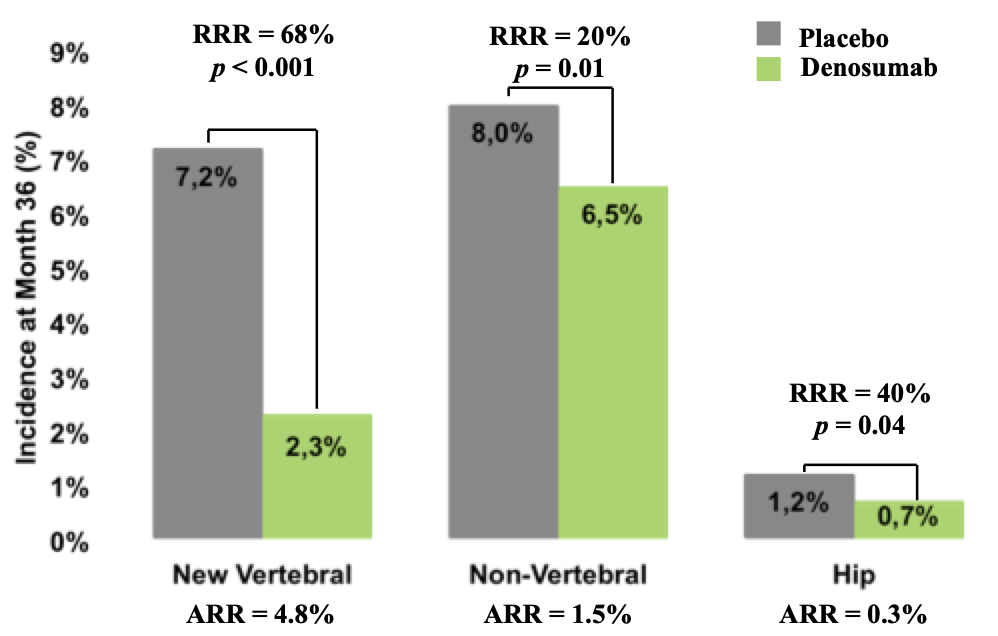 RRR = 68%
p < 0.001
RRR = 20%
p = 0.01
Placebo
Denosumab
Incidence at Month 36 (%)
9%
8%
7%
6%
5%
4%
3%
2%
1%
0%
7,2%
2,3%
8,0%
6,5%
RRR = 40%
p = 0.04
1,2%
0,7%
New Vertebral
Non-Vertebral
Hip
ARR = 4.8%
ARR = 1.5%
ARR = 0.3%